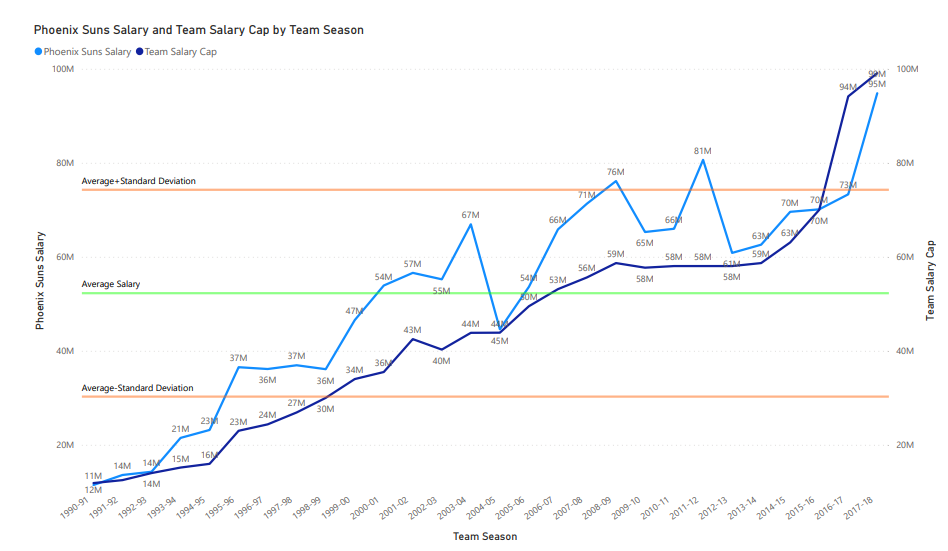 Phoenix Suns Salary and Team Salary Cap by Team Season
Phoenix Suns Salary Team Salary Cap
100M 100M
99M
95M
94M
81M
80M 80M
76M
73M
Average+Standard Deviation
71M
70M 70M
70M
67M
66M 66M
65M
63M 63M
61M
60M 60M
59M 59M
58M 58M 58M 58M
57M
56M
55M
54M 54M
53M
Average Salary
50M
47M
45M
44M 44M
43M
40M
40M 40M
37M 37M
36M 36M 36M
34M
Average-Standard Deviation
30M
27M
24M
23M 23M
21M
20M 20M
16M
15M
14M 14M
14M
11M
12M
Phoenix Suns Salary
Team Salary Cap
1990-91 1991-92 1992-93 1993-94 1994-95 1995-96 1996-97 1997-98 1998-99 1999-00 2000-01 2001-02 2002-03 2003-04 2004-05 2005-06 2006-07 2007-08 2008-09 2009-10 2010-11 2011-12 2012-13 2013-14 2014-15 2015-16 2016-17 2017-18
Team Season